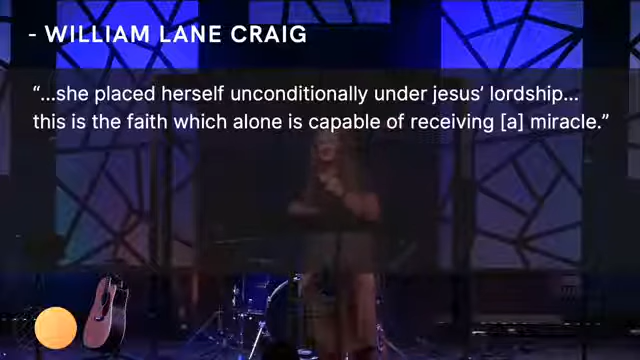 - WILLIAM LANE CRAIG
“...she placed herself unconditionally under jesus’ lordship...
this is the faith which alone is capable of receiving [a] miracle.”